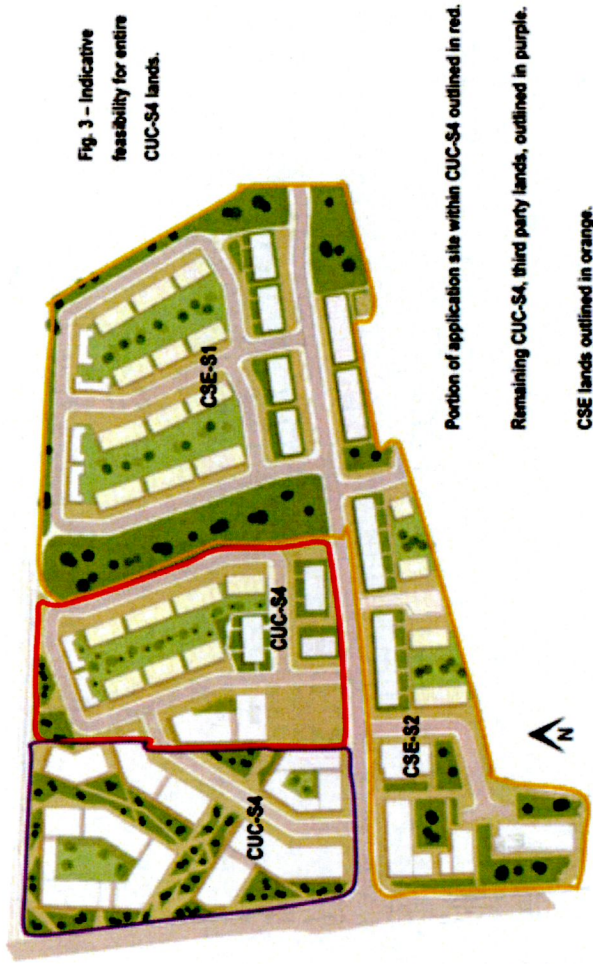 Fig. 3 – Indicative
feasibility for entire
CUC-S4 lands.
CSE-S1
CUC-S4
CUC-S4
CSE-S2
N
Portion of application site within CUC-S4 outlined in red.
Remaining CUC-S4, third party lands, outlined in purple.
CSE lands outlined in orange.